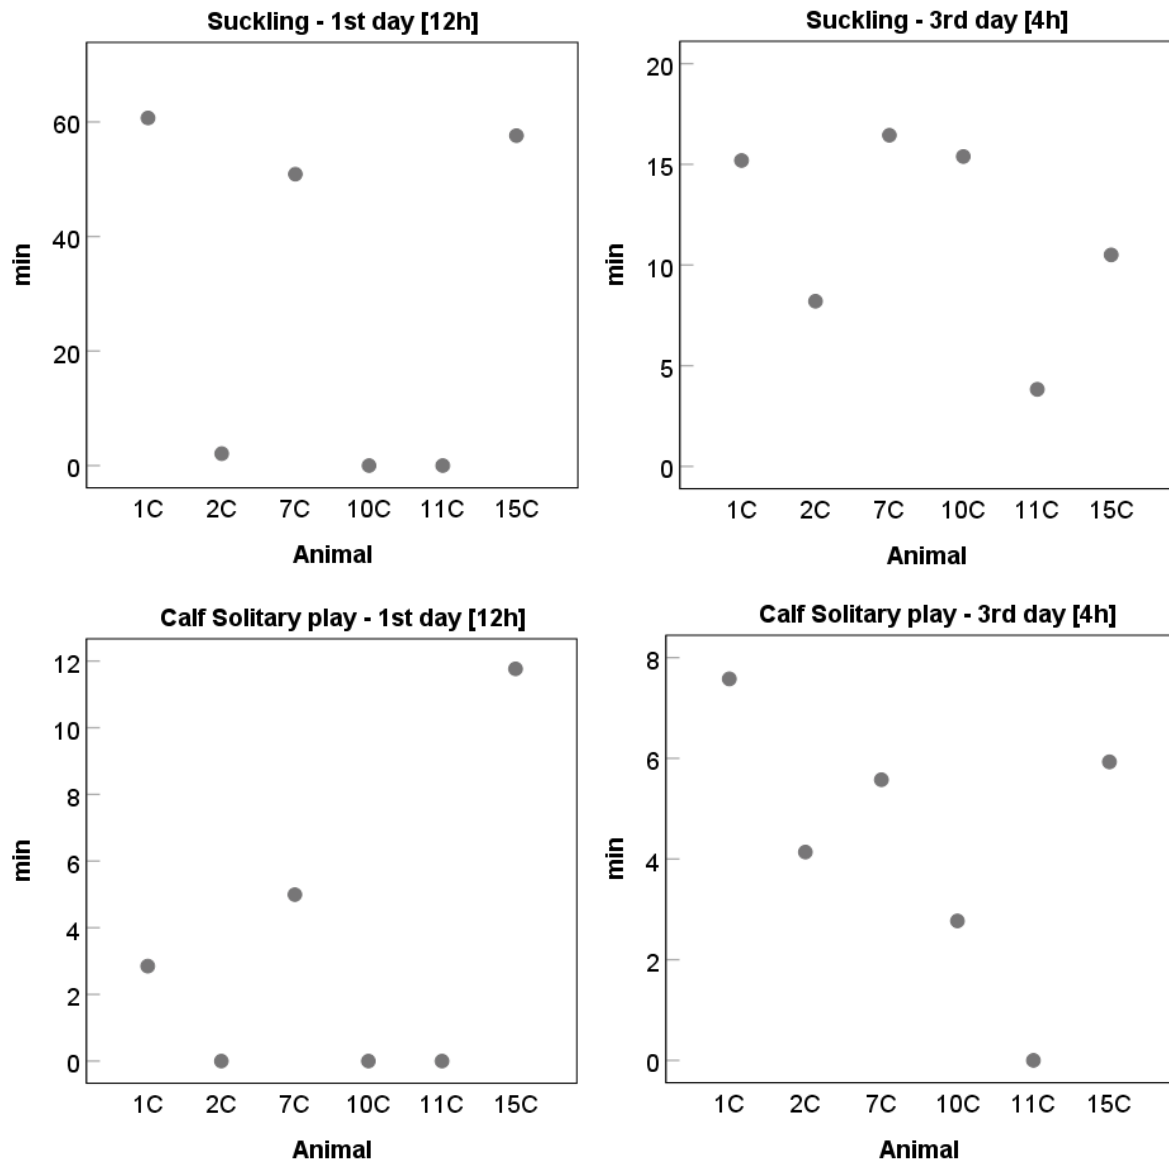 Suckling - 1st day [12h]
60
40
20
0
min
1C 2C 7C 10C 11C 15C
Animal
Suckling - 3rd day [4h]
20
15
10
5
0
min
1C 2C 7C 10C 11C 15C
Animal
Calf Solitary play - 1st day [12h]
12
10
8
6
4
2
0
min
1C 2C 7C 10C 11C 15C
Animal
Calf Solitary play - 3rd day [4h]
8
6
4
2
0
min
1C 2C 7C 10C 11C 15C
Animal